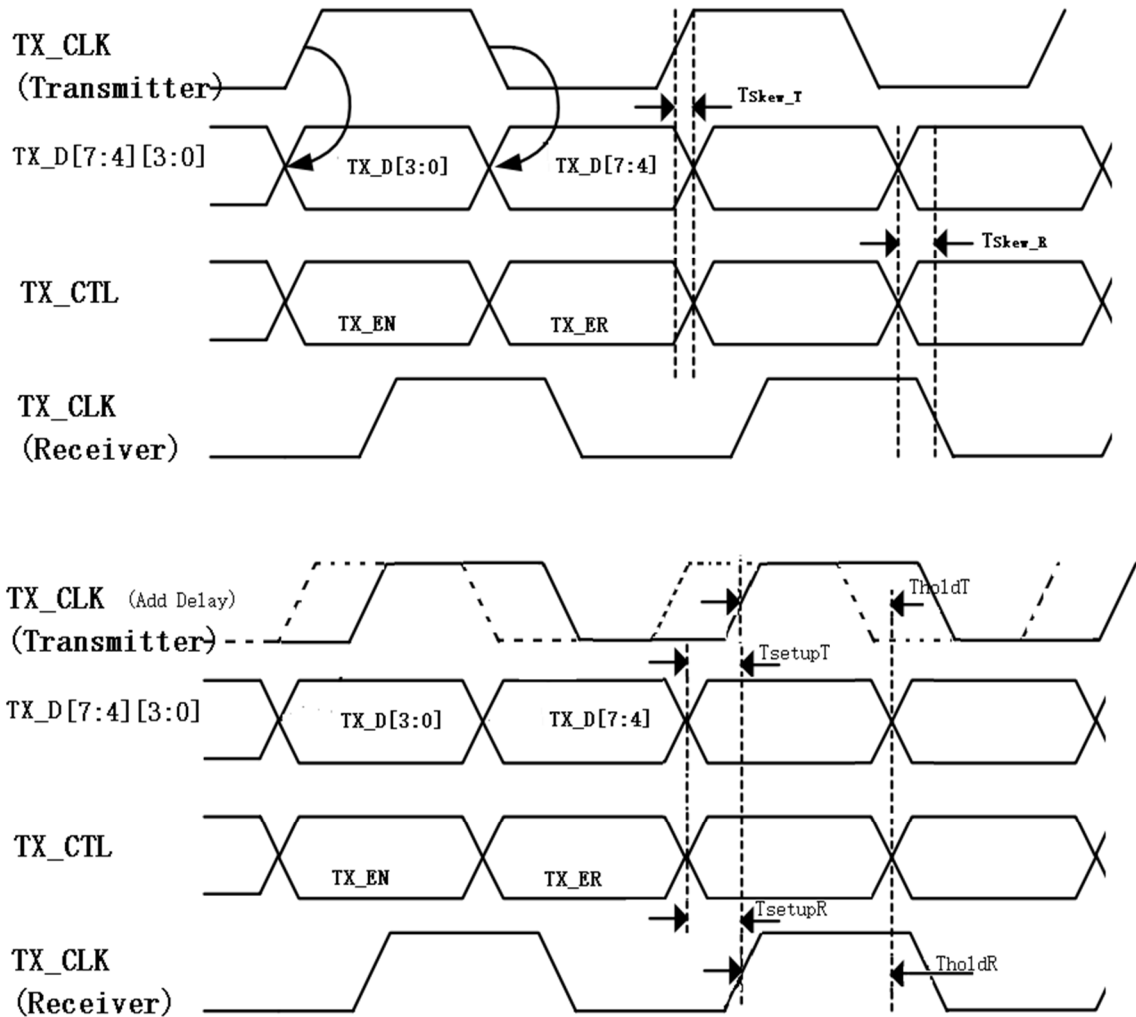 TX_CLK
(Transmitter)
TSkew_T
TX_D[7:4][3:0]
TX_D[3:0]
TX_D[7:4]
TSkew_R
TX_CTL
TX_EN
TX_ER
TX_CLK
(Receiver)
TX_CLK (Add Delay)
(Transmitter)
TholdT
TsetupT
TX_D[7:4][3:0]
TX_D[3:0]
TX_D[7:4]
TX_CTL
TX_EN
TX_ER
TsetupR
TX_CLK
(Receiver)
TholdR